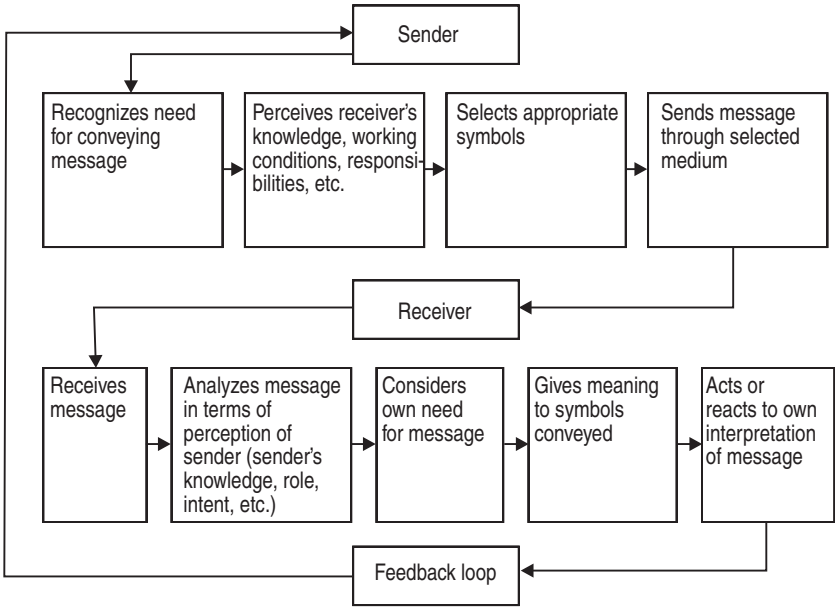 Sender
Recognizes need
for conveying
message
Perceives receiver's
knowledge, working
conditions, responsi-
bilities, etc.
Selects appropriate
symbols
Sends message
through selected
medium
Receiver
Receives
message
Analyzes message
in terms of
perception of
sender (sender's
knowledge, role,
intent, etc.)
Considers
own need
for message
Gives meaning
to symbols
conveyed
Acts or
reacts to own
interpretation
of message
Feedback loop